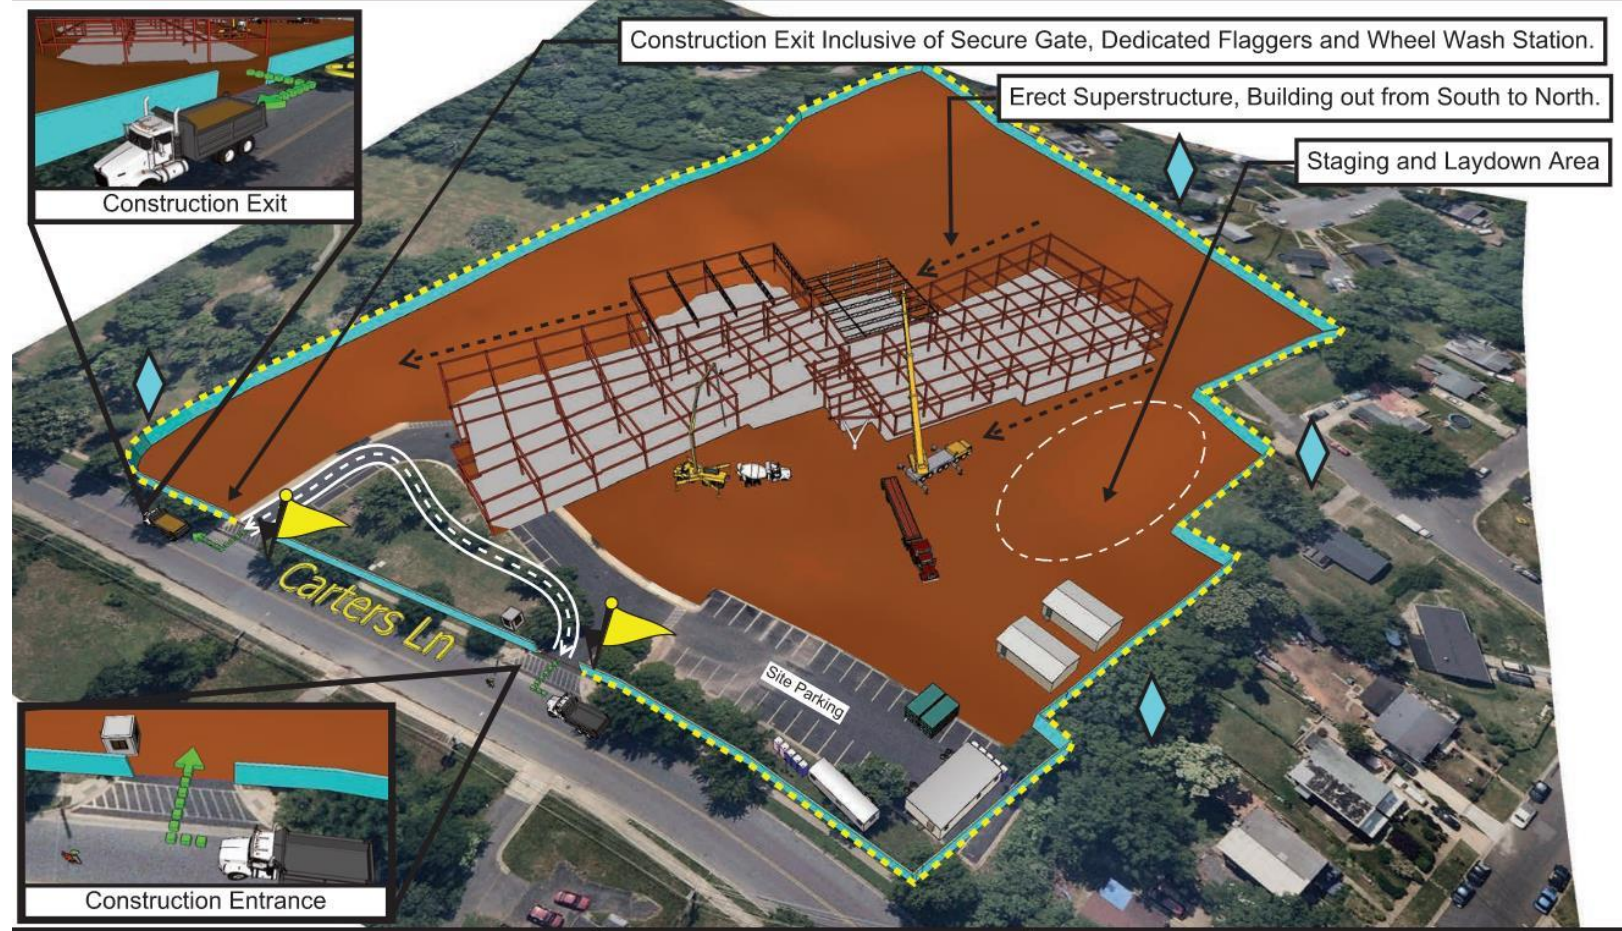 Construction Exit Inclusive of Secure Gate, Dedicated Flaggers and Wheel Wash Station.
Erect Superstructure, Building out from South to North.
Staging and Laydown Area
Construction Exit
Carters Ln
Site Parking
Construction Entrance